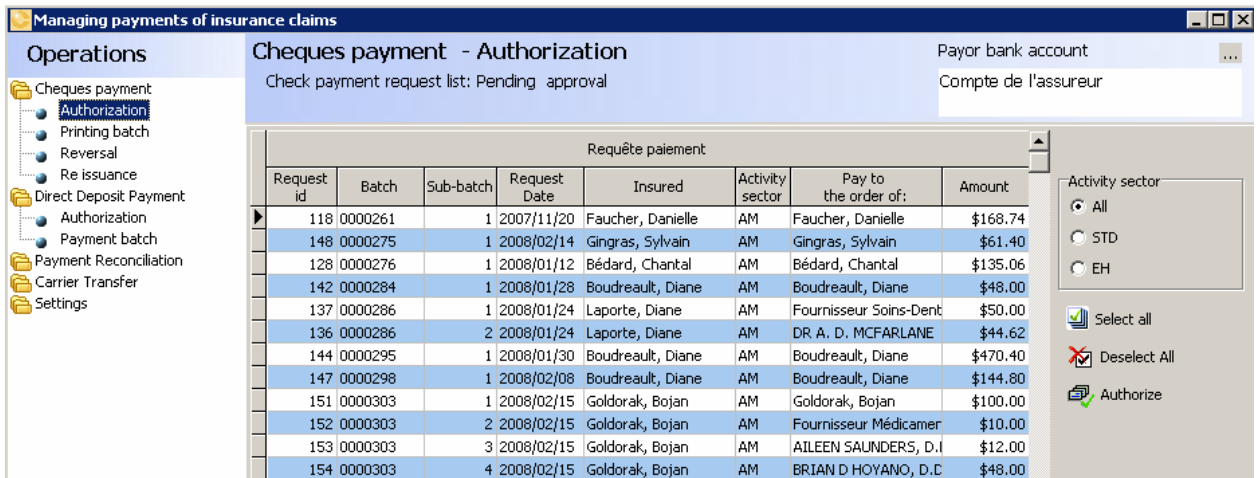 Managing payments of insurance claims
Operations
Cheques payment
Authorization
Printing batch
Reversal
Re issuance
Direct Deposit Payment
Authorization
Payment batch
Payment Reconciliation
Carrier Transfer
Settings
Cheques payment - Authorization
Check payment request list: Pending approval
Payor bank account
...
Compte de l'assureur
Requête paiement
Request id Batch Sub-batch Request Date Insured Activity sector Pay to the order of: Amount
118 0000261 1 2007/11/20 Faucher, Danielle AM Faucher, Danielle $168.74
148 0000275 1 2008/02/14 Gingras, Sylvain AM Gingras, Sylvain $61.40
128 0000276 1 2008/01/12 Bédard, Chantal AM Bédard, Chantal $135.06
142 0000284 1 2008/01/28 Boudreault, Diane AM Boudreault, Diane $48.00
137 0000286 1 2008/01/24 Laporte, Diane AM Fournisseur Soins-Dent $50.00
136 0000286 2 2008/01/24 Laporte, Diane AM DR A. D. MCFARLANE $44.62
144 0000295 1 2008/01/30 Boudreault, Diane AM Boudreault, Diane $470.40
147 0000298 1 2008/02/08 Boudreault, Diane AM Boudreault, Diane $144.80
151 0000303 1 2008/02/15 Goldorak, Bojan AM Goldorak, Bojan $100.00
152 0000303 2 2008/02/15 Goldorak, Bojan AM Fournisseur Médicamer $10.00
153 0000303 3 2008/02/15 Goldorak, Bojan AM AILEEN SAUNDERS, D.I $12.00
154 0000303 4 2008/02/15 Goldorak, Bojan AM BRIAN D HOYANO, D.D $48.00
Activity sector
All
STD
EH
Select all
Deselect All
Authorize